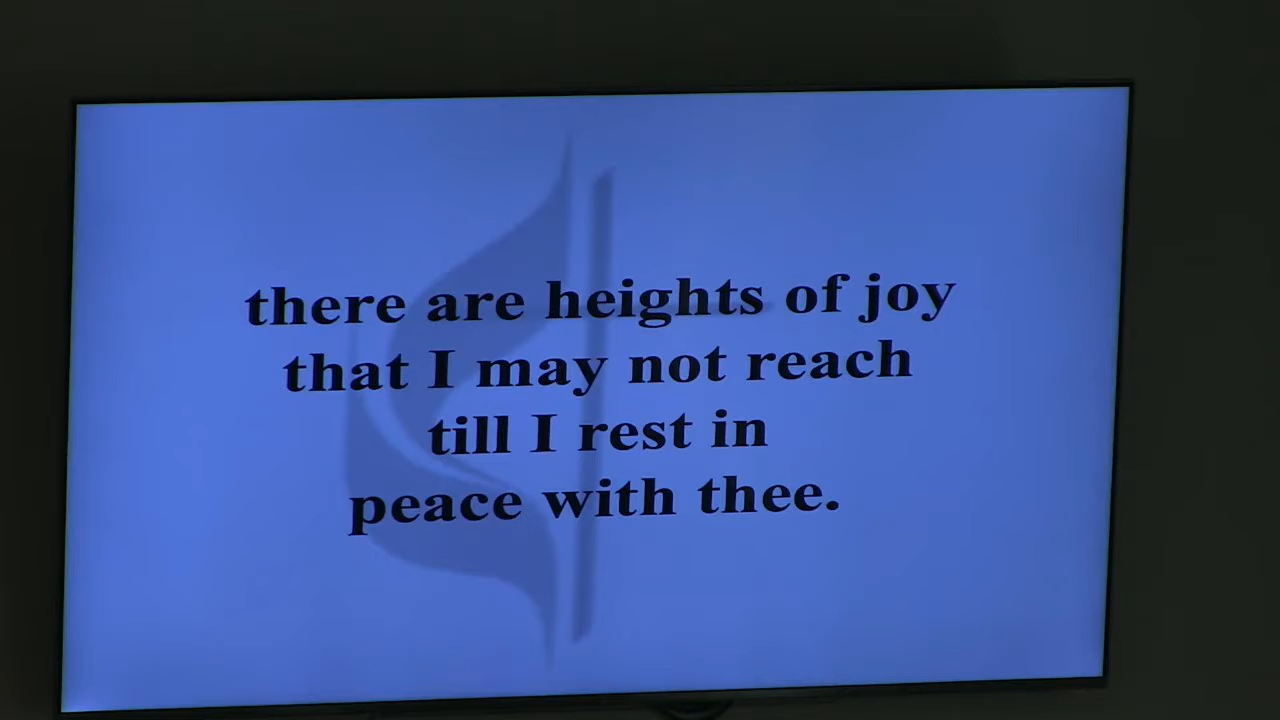 there are heights of joy
that I may not reach
till I rest in
peace with thee.